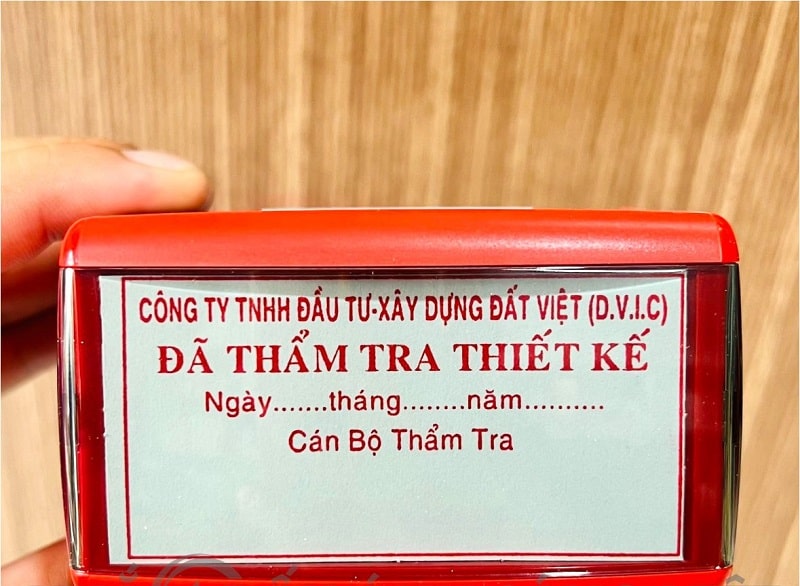 CÔNG TY TNHH ĐẦU TƯ-XÂY DỰNG ĐẤT VIỆT (D.V.I.C)
ĐÃ THẨM TRA THIẾT KẾ
Ngày.......tháng........năm..........
Cán Bộ Thẩm Tra